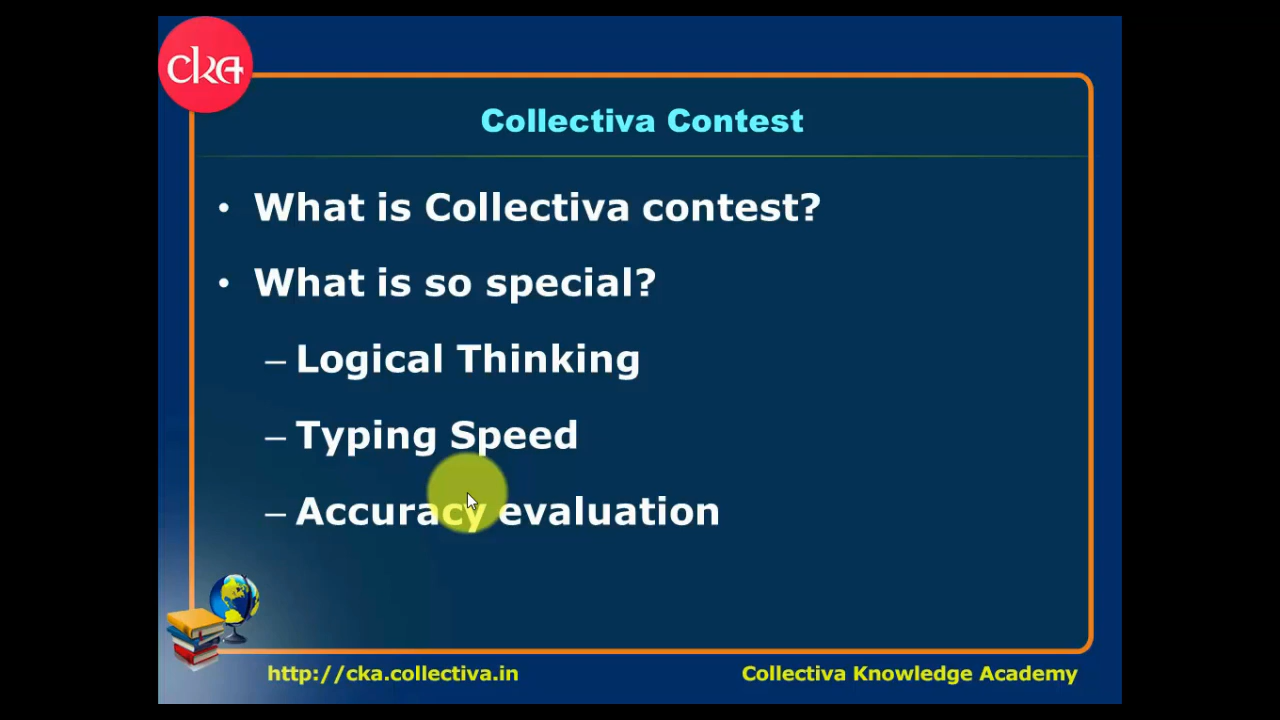 cka
Collectiva Contest
• What is Collectiva contest?
• What is so special?
– Logical Thinking
– Typing Speed
– Accuracy evaluation
http://cka.collectiva.in
Collectiva Knowledge Academy